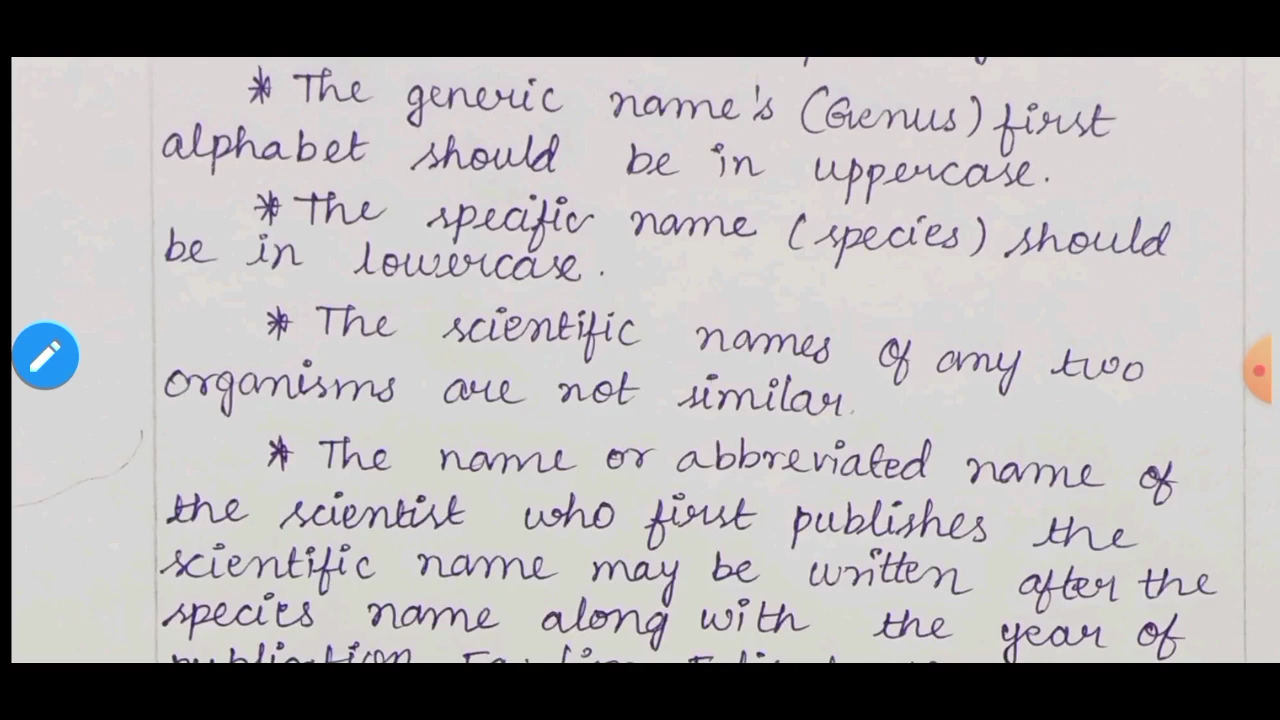 * The generic name's (Genus) first
alphabet should be in uppercase.
* The specific name (species) should
be in lowercase.
* The scientific names of any two
organisms are not similar.
* The name or abbreviated name of
the scientist who first publishes the
scientific name may be written after the
species name along with the year of
publication